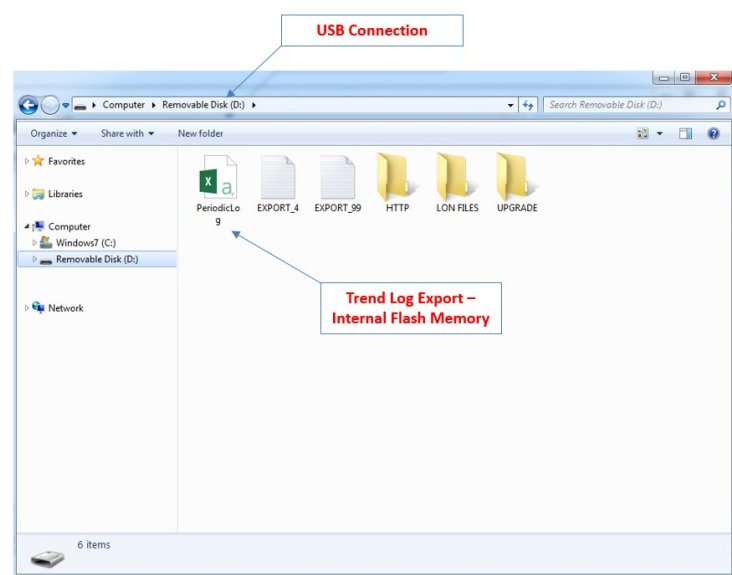 USB Connection
Computer Removable Disk (D:)
Search Removable Disk (D:)
Organize Share with New folder
Favorites
Libraries
Computer
Windows7 (C:)
Removable Disk (D:)
Network
PeriodicLo
g
EXPORT_4
EXPORT_99
HTTP
LON FILES
UPGRADE
Trend Log Export –
Internal Flash Memory
6 items